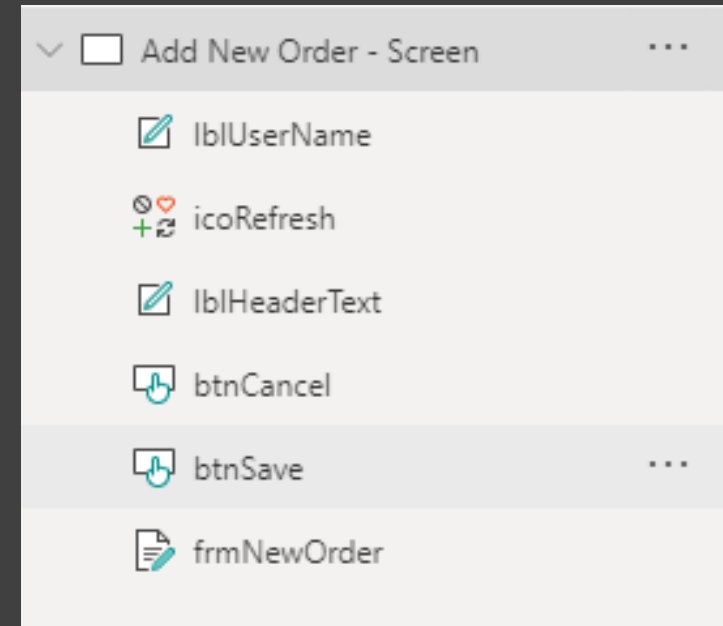 Add New Order - Screen
lblUserName
icoRefresh
lblHeaderText
btnCancel
btnSave
frmNewOrder